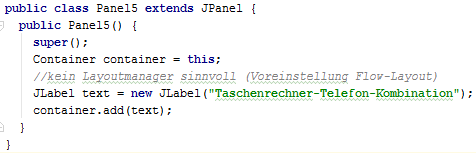 public class Panel5 extends JPanel {
public Panel5() {
super();
Container container = this;
//kein Layoutmanager sinnvoll (Voreinstellung Flow-Layout)
JLabel text = new JLabel("Taschenrechner-Telefon-Kombination");
container.add(text);
}
}